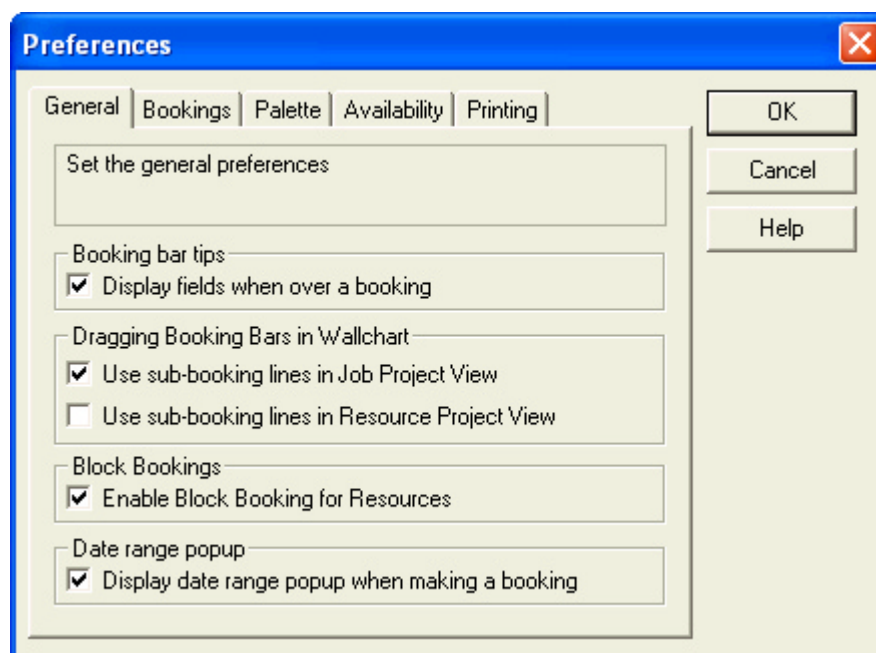 Preferences
General
Bookings
Palette
Availability
Printing
OK
Cancel
Help
Set the general preferences
Booking bar tips
Display fields when over a booking
Dragging Booking Bars in Wallchart
Use sub-booking lines in Job Project View
Use sub-booking lines in Resource Project View
Block Bookings
Enable Block Booking for Resources
Date range popup
Display date range popup when making a booking